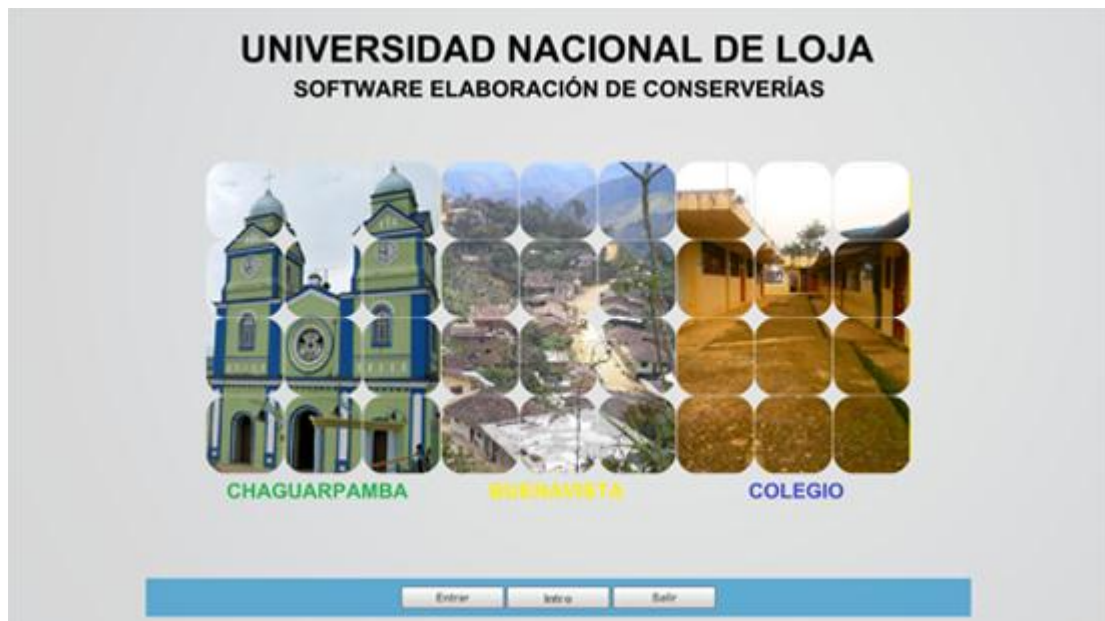 UNIVERSIDAD NACIONAL DE LOJA
SOFTWARE ELABORACIÓN DE CONSERVERÍAS
CHAGUARPAMBA BUENAVISTA COLEGIO
Entrar Intro Salir